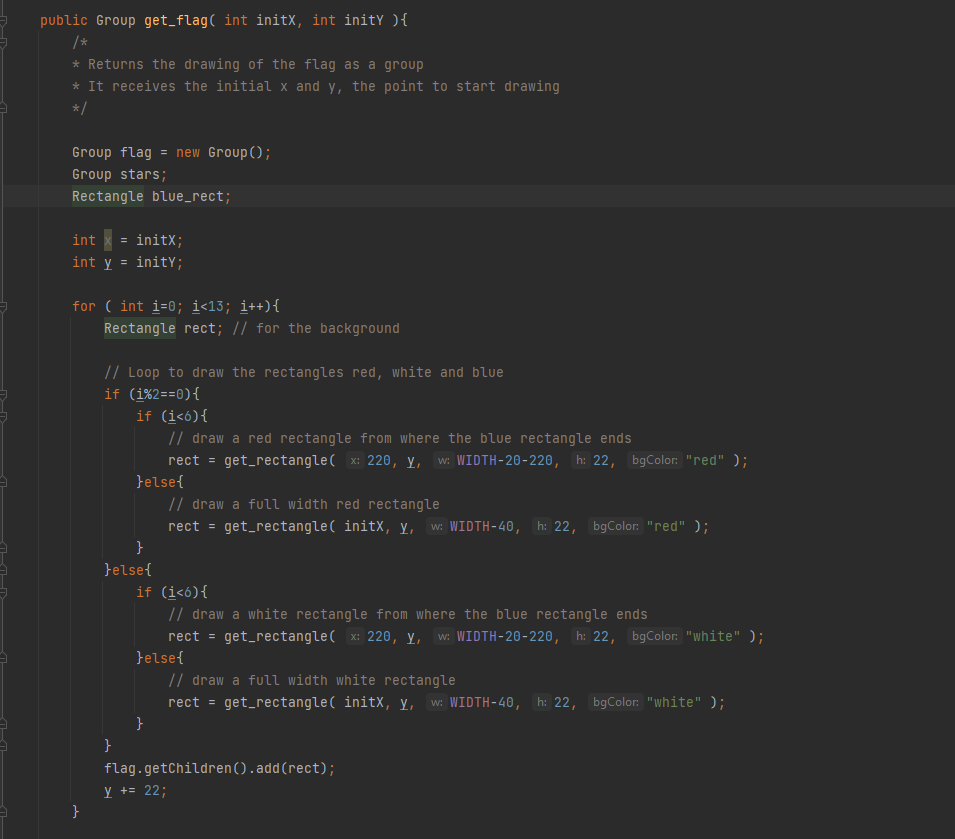 public Group get_flag( int initX, int initY ){
/*
* Returns the drawing of the flag as a group
* It receives the initial x and y, the point to start drawing
*/
Group flag = new Group();
Group stars;
Rectangle blue_rect;
int x = initX;
int y = initY;
for ( int i=0; i<13; i++){
Rectangle rect; // for the background
// Loop to draw the rectangles red, white and blue
if (i%2==0){
if (i<6){
// draw a red rectangle from where the blue rectangle ends
rect = get_rectangle( x: 220, y, w: WIDTH-20-220, h: 22, bgColor: "red" );
}else{
// draw a full width red rectangle
rect = get_rectangle( initX, y, w: WIDTH-40, h: 22, bgColor: "red" );
}
}else{
if (i<6){
// draw a white rectangle from where the blue rectangle ends
rect = get_rectangle( x: 220, y, w: WIDTH-20-220, h: 22, bgColor: "white" );
}else{
// draw a full width white rectangle
rect = get_rectangle( initX, y, w: WIDTH-40, h: 22, bgColor: "white" );
}
}
flag.getChildren().add(rect);
y += 22;
}